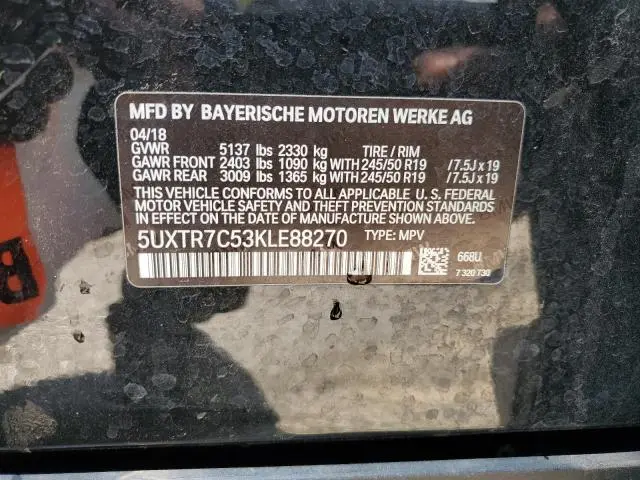 MFD BY BAYERISCHE MOTOREN WERKE AG
04/18
GVWR 5137 lbs 2330 kg TIRE / RIM
GAWR FRONT 2403 lbs 1090 kg WITH 245/50 R19 /7.5J x 19
GAWR REAR 3009 lbs 1365 kg WITH 245/50 R19 /7.5J x 19
THIS VEHICLE CONFORMS TO ALL APPLICABLE U. S. FEDERAL
MOTOR VEHICLE SAFETY, BUMPER, AND THEFT PREVENTION
STANDARDS IN EFFECT ON THE DATE OF MANUFACTURE SHOWN ABOVE.
5UXTR7C53KLE88270 TYPE: MPV
668U
7 320 730